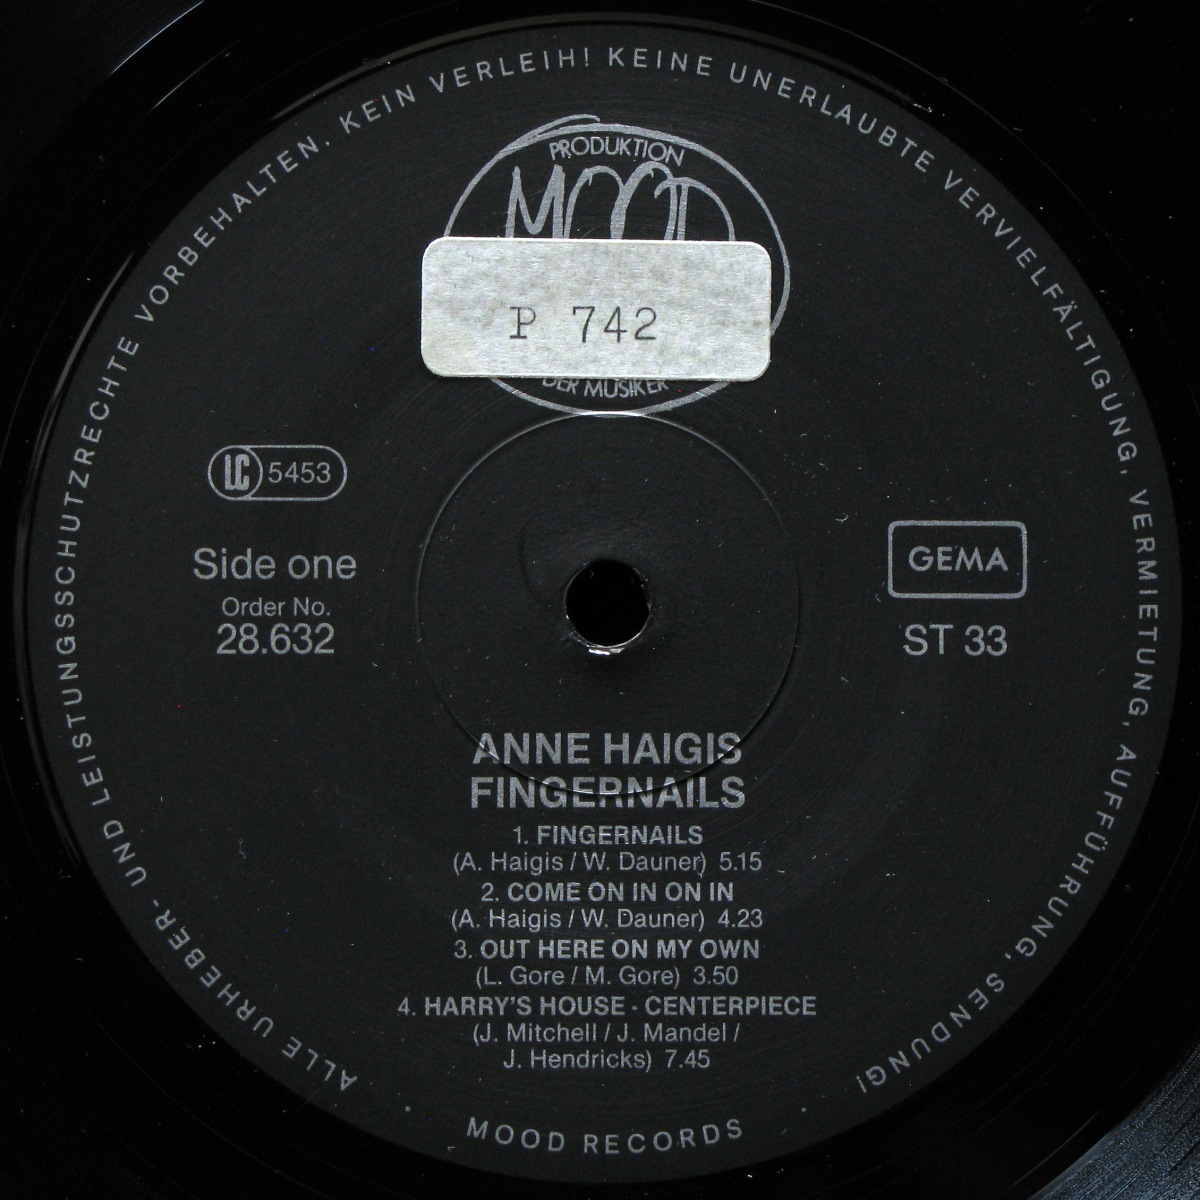 ALLE URHEBER- UND LEISTUNGSSCHUTZRECHTE VORBEHALTEN. KEIN VERLEIH! KEINE UNERLAUBTE VERVIELFÄLTIGUNG, VERMIETUNG, AUFFÜHRUNG, SENDUNG!
PRODUKTION
MOOD
P 742
DER MUSIKER
LC 5453
Side one
Order No.
28.632
GEMA
ST 33
ANNE HAIGIS
FINGERNAILS
1. FINGERNAILS
(A. Haigis / W. Dauner) 5.15
2. COME ON IN ON IN
(A. Haigis / W. Dauner) 4.23
3. OUT HERE ON MY OWN
(L. Gore / M. Gore) 3.50
4. HARRY'S HOUSE - CENTERPIECE
(J. Mitchell / J. Mandel /
J. Hendricks) 7.45
· MOOD RECORDS ·